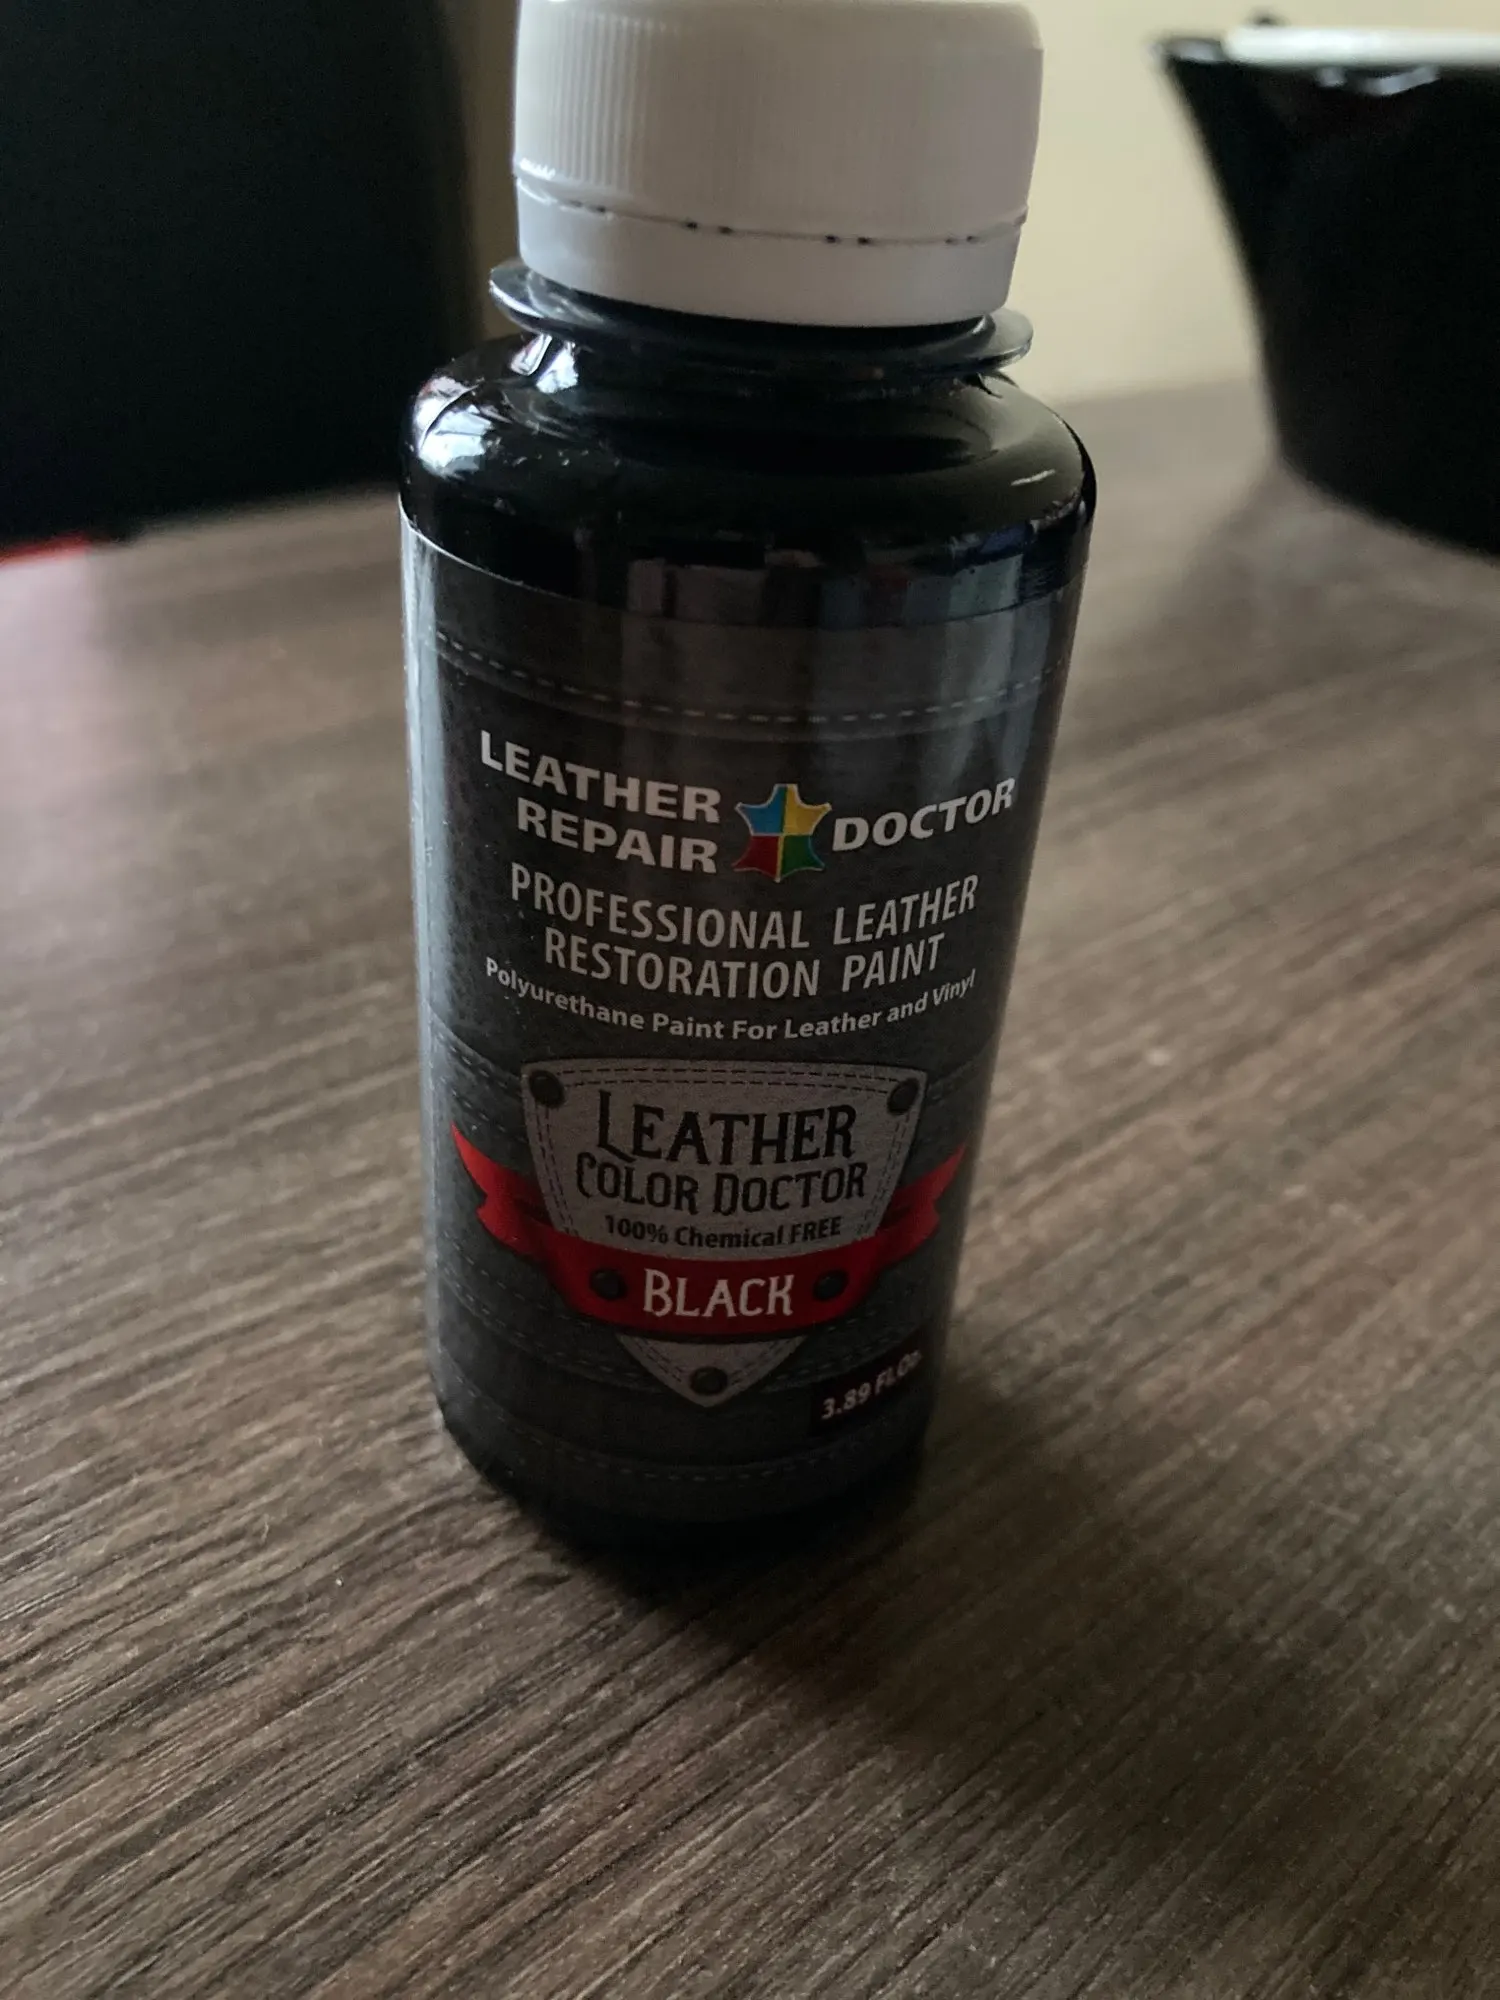 LEATHER
REPAIR DOCTOR
PROFESSIONAL LEATHER
RESTORATION PAINT
Polyurethane Paint For Leather and Vinyl
LEATHER
COLOR DOCTOR
100% Chemical FREE
BLACK
3.89 FL.Oz.